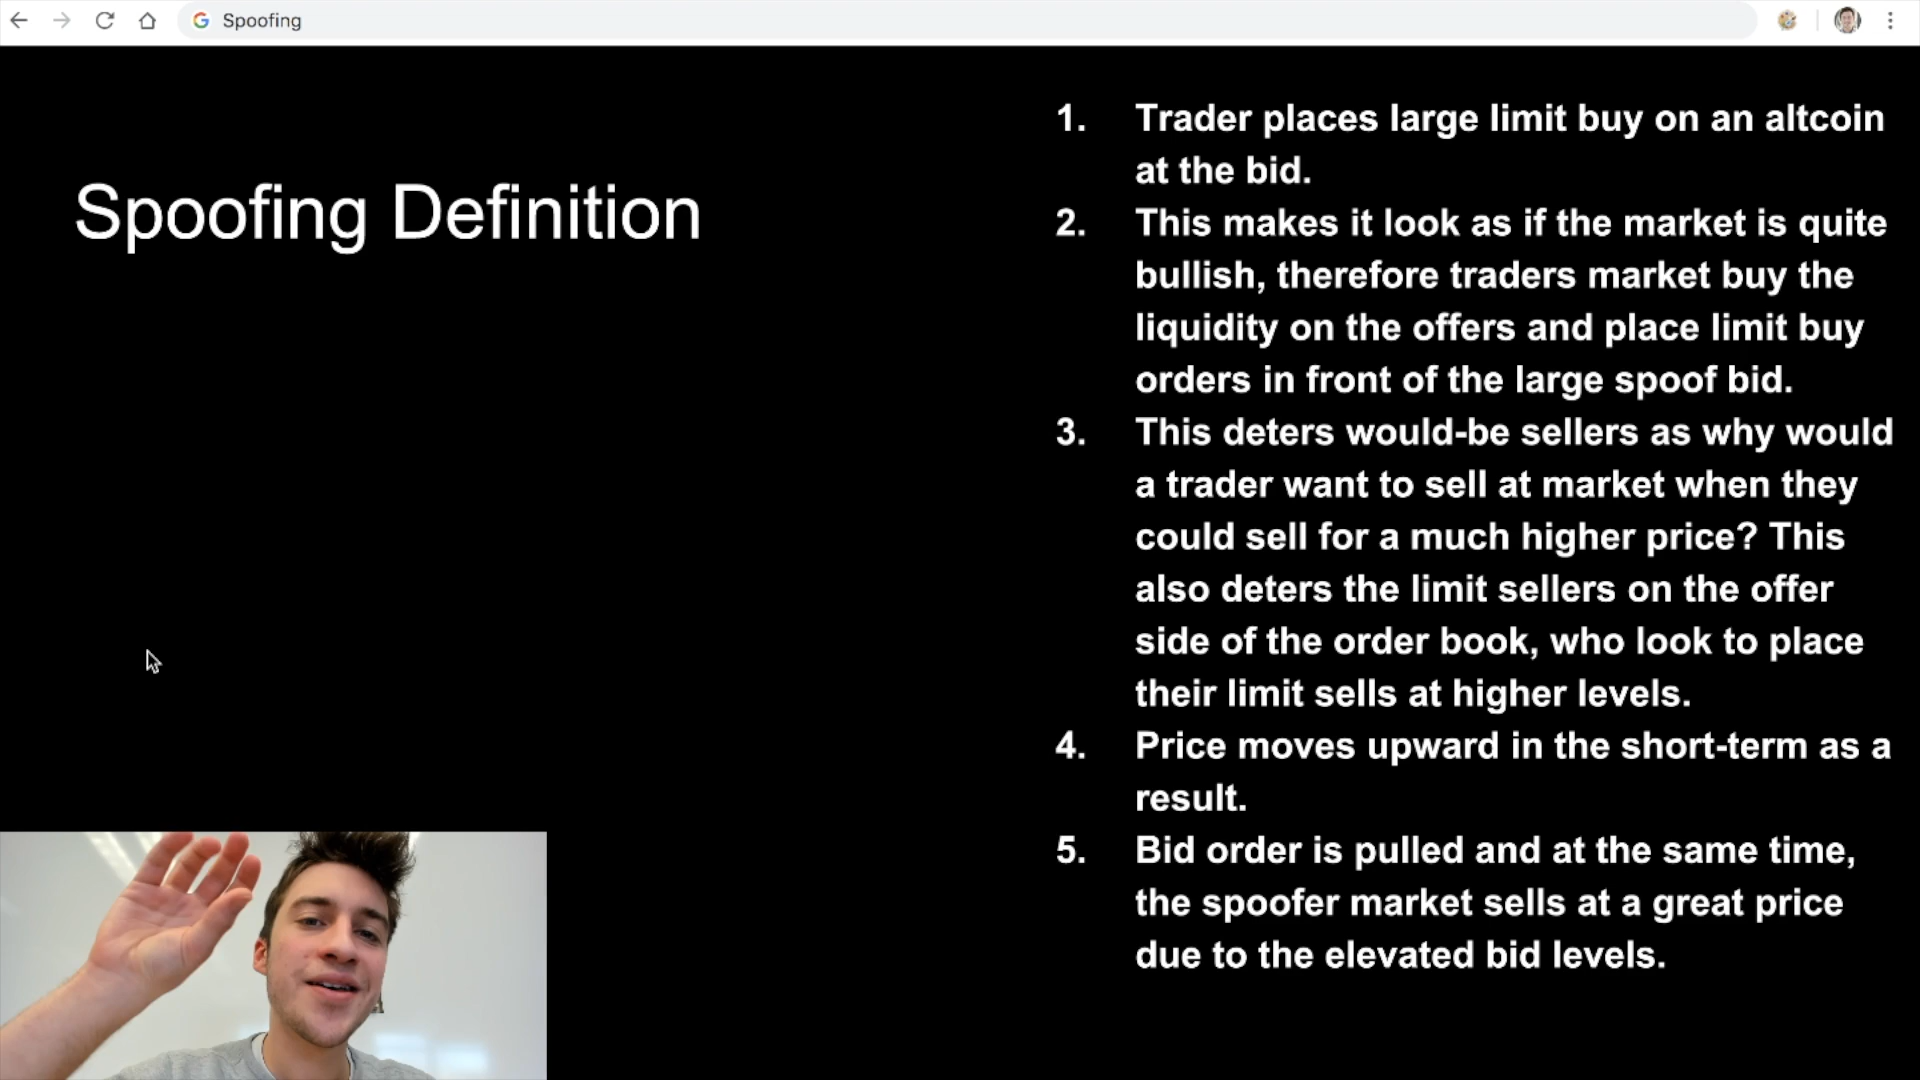 Spoofing
Spoofing Definition
1. Trader places large limit buy on an altcoin
at the bid.
2. This makes it look as if the market is quite
bullish, therefore traders market buy the
liquidity on the offers and place limit buy
orders in front of the large spoof bid.
3. This deters would-be sellers as why would
a trader want to sell at market when they
could sell for a much higher price? This
also deters the limit sellers on the offer
side of the order book, who look to place
their limit sells at higher levels.
4. Price moves upward in the short-term as a
result.
5. Bid order is pulled and at the same time,
the spoofer market sells at a great price
due to the elevated bid levels.